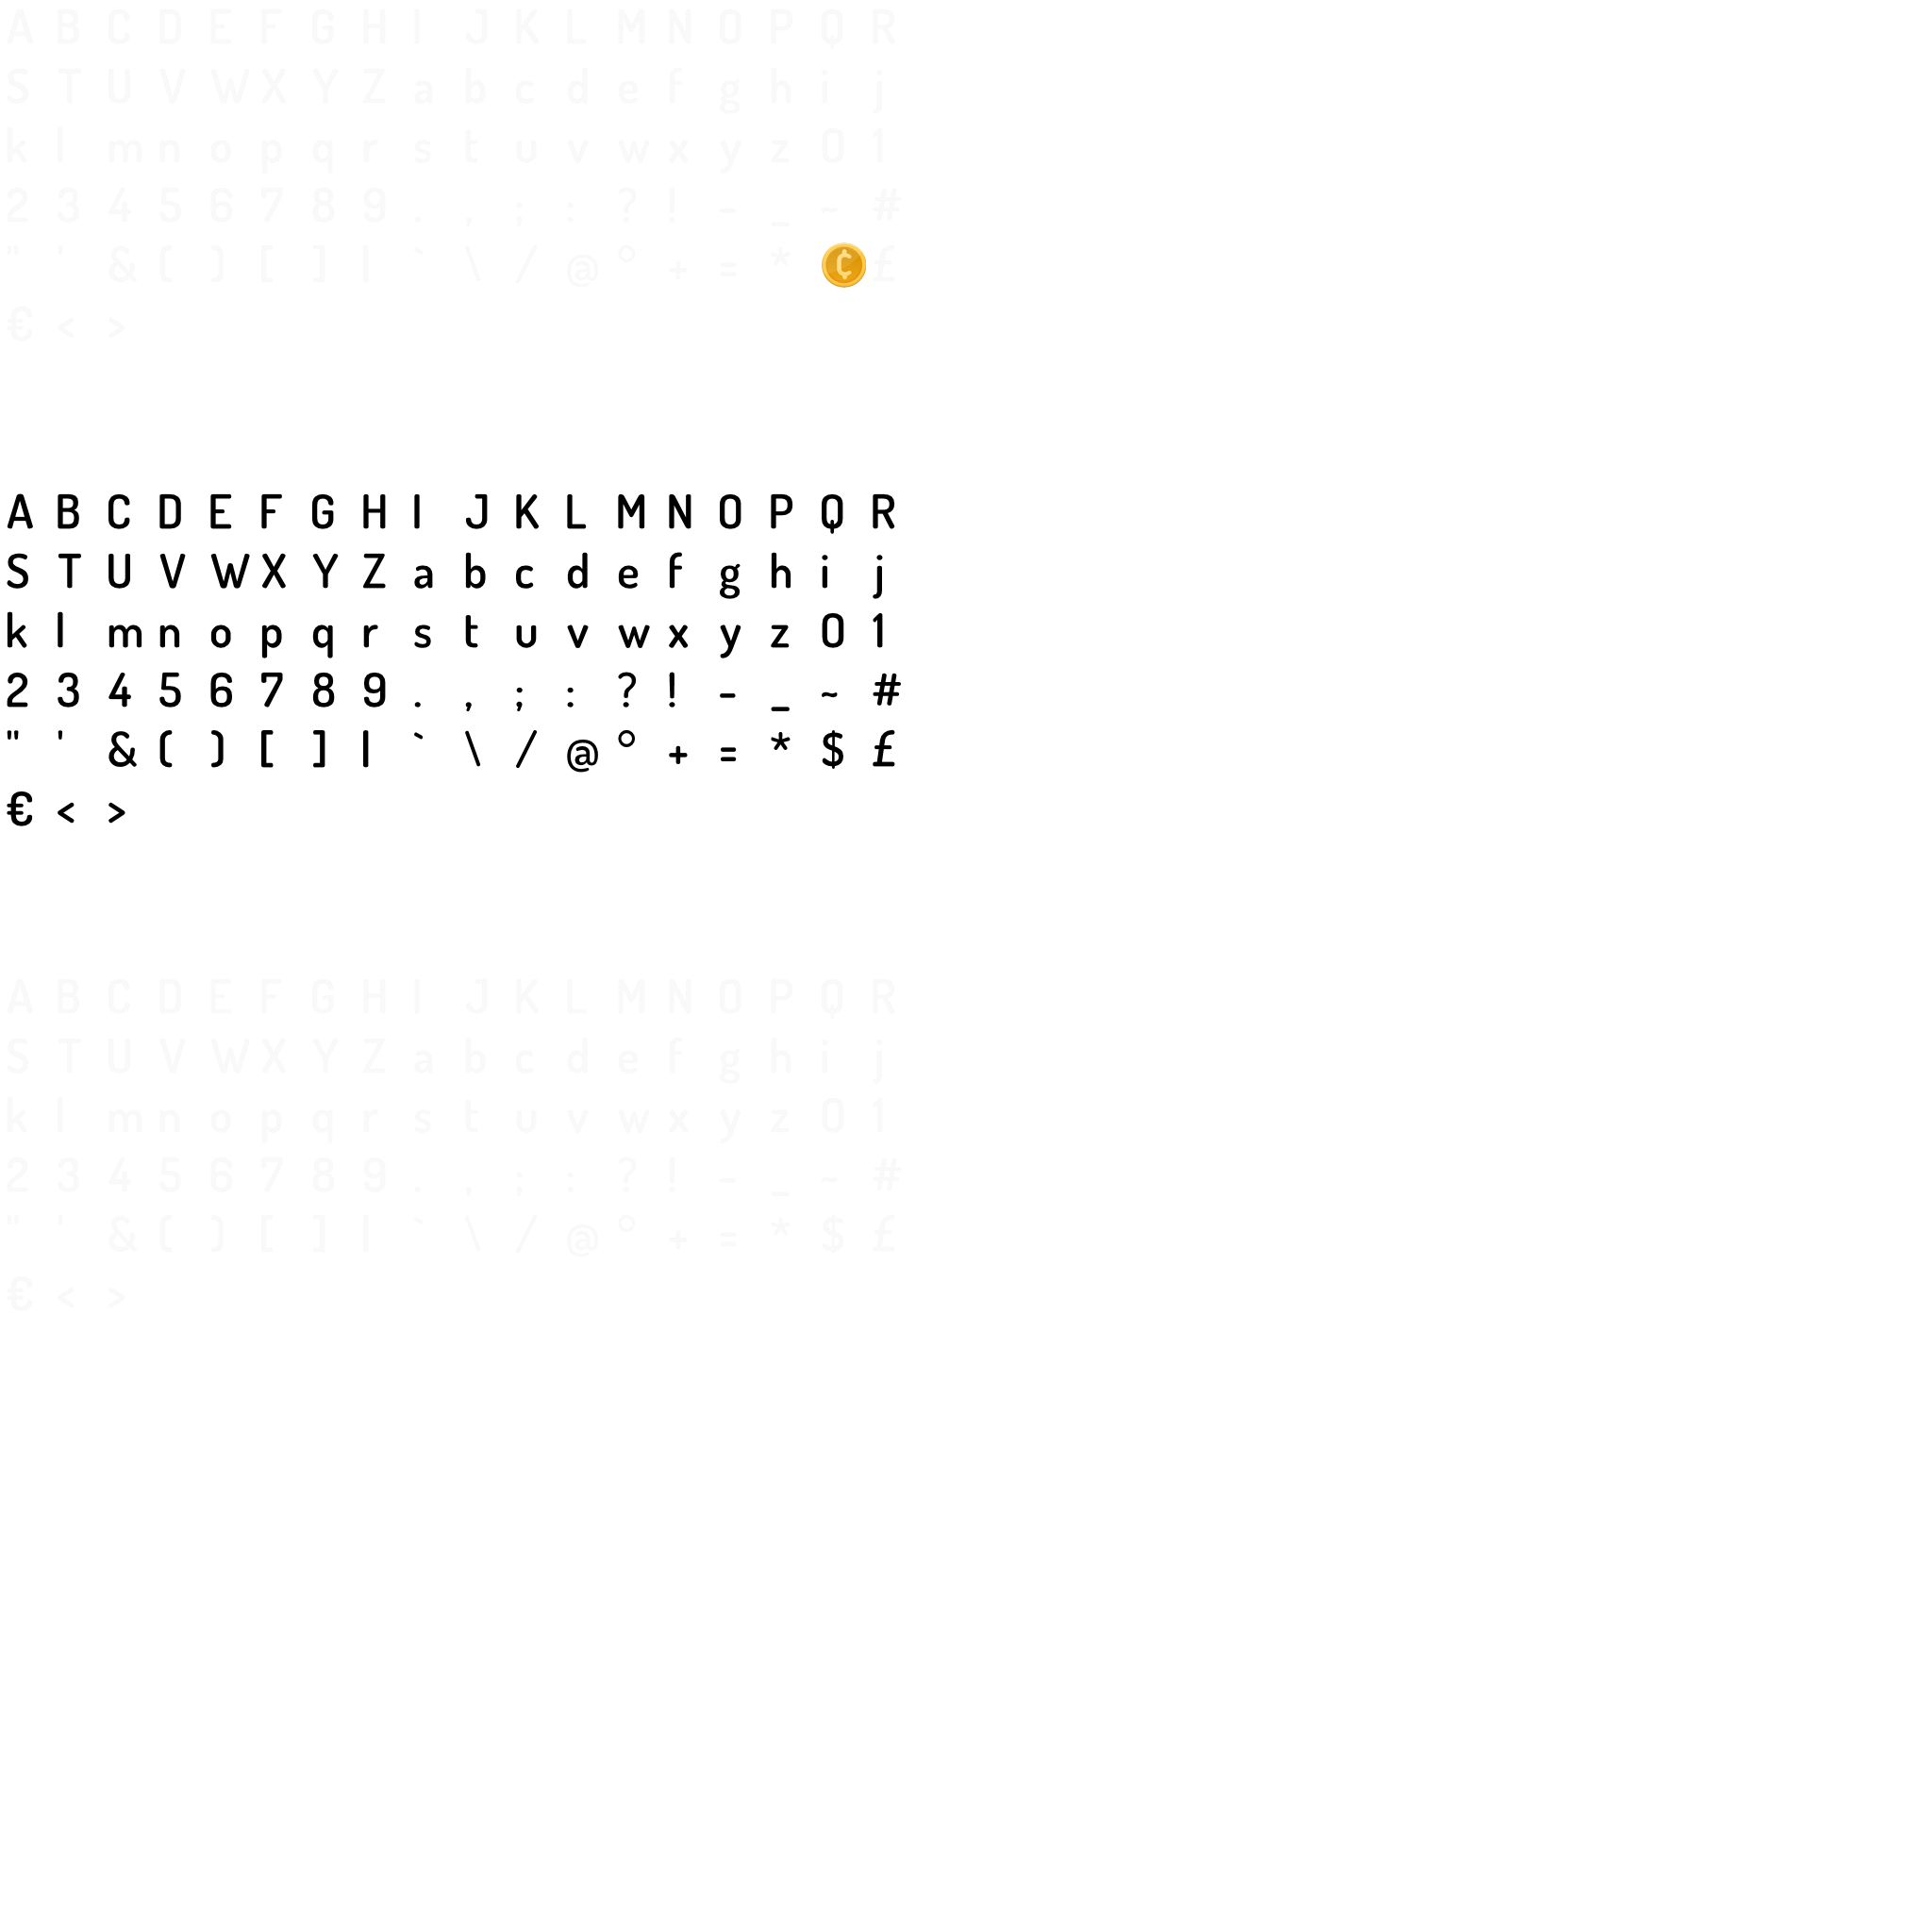 A B C D E F G H I J K L M N O P Q R
S T U V W X Y Z a b c d e f g h i j
k l m n o p q r s t u v w x y z 0 1
2 3 4 5 6 7 8 9 . , ; : ? ! - _ ~ #
" ' & ( ) [ ] | ` \ / @ ° + = * ¢ £
€ < >
A B C D E F G H I J K L M N O P Q R
S T U V W X Y Z a b c d e f g h i j
k l m n o p q r s t u v w x y z 0 1
2 3 4 5 6 7 8 9 . , ; : ? ! - _ ~ #
" ' & ( ) [ ] | ` \ / @ ° + = * $ £
€ < >
A B C D E F G H I J K L M N O P Q R
S T U V W X Y Z a b c d e f g h i j
k l m n o p q r s t u v w x y z 0 1
2 3 4 5 6 7 8 9 . , ; : ? ! - _ ~ #
" ' & ( ) [ ] | ` \ / @ ° + = * $ £
€ < >